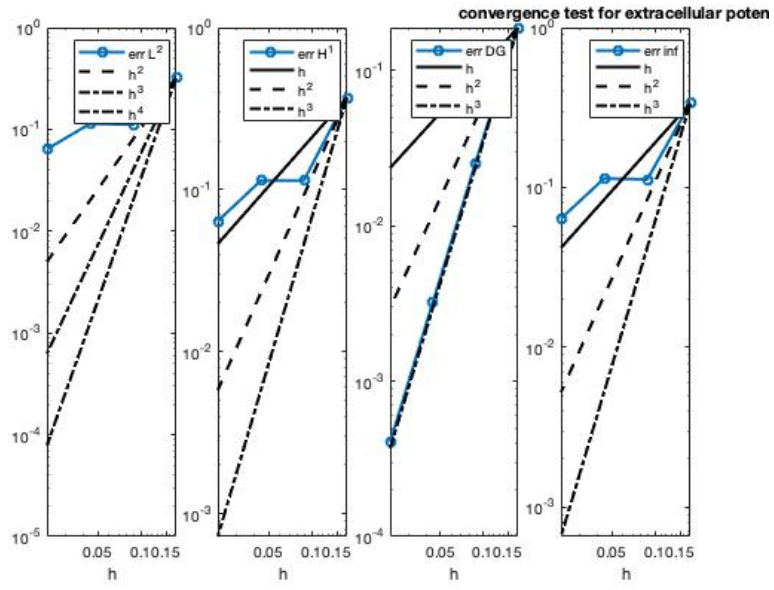 convergence test for extracellular poten
10^0
10^-1
10^-2
10^-3
10^-4
10^-5
err L^2
h^2
h^3
h^4
0.05
0.10
0.15
h
10^0
10^-1
10^-2
10^-3
err H^1
h
h^2
h^3
0.05
0.10
0.15
h
10^-1
10^-2
10^-3
10^-4
err DG
h
h^2
h^3
0.05
0.10
0.15
h
10^0
10^-1
10^-2
10^-3
err inf
h
h^2
h^3
0.05
0.10
0.15
h